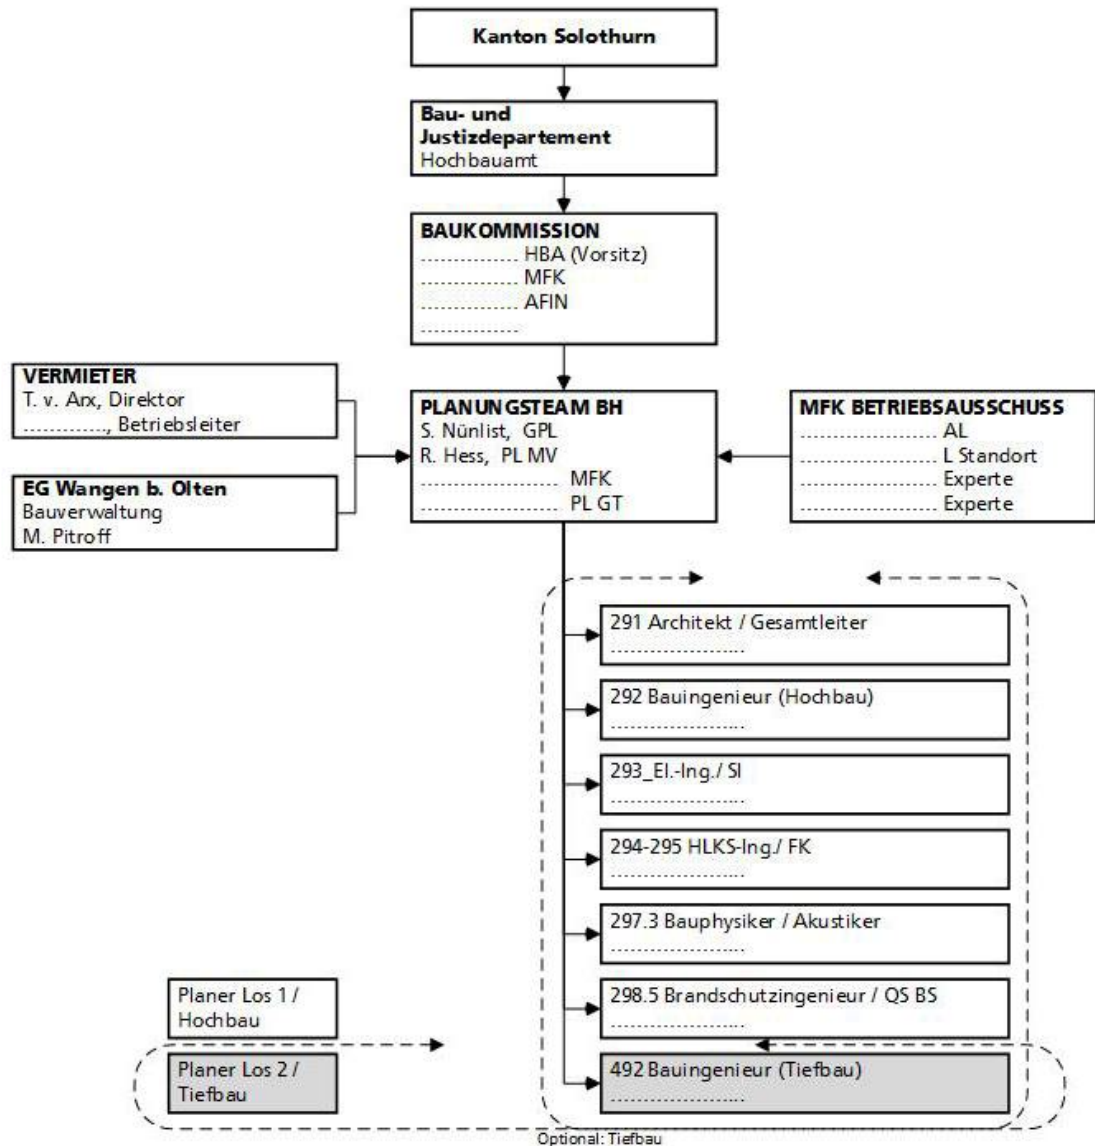 Kanton Solothurn
Bau- und
Justizdepartement
Hochbauamt
BAUKOMMISSION
.............. HBA (Vorsitz)
.............. MFK
.............. AFIN
..............
VERMIETER
T. v. Arx, Direktor
............, Betriebsleiter
EG Wangen b. Olten
Bauverwaltung
M. Pitroff
PLANUNGSTEAM BH
S. Nünlist, GPL
R. Hess, PL MV
.................... MFK
.................... PL GT
MFK BETRIEBSAUSSCHUSS
.................... AL
.................... L Standort
.................... Experte
.................... Experte
291 Architekt / Gesamtleiter
....................
292 Bauingenieur (Hochbau)
....................
293_El.-Ing./ SI
....................
294-295 HLKS-Ing./ FK
....................
297.3 Bauphysiker / Akustiker
....................
298.5 Brandschutzingenieur / QS BS
....................
492 Bauingenieur (Tiefbau)
....................
Planer Los 1 /
Hochbau
Planer Los 2 /
Tiefbau
Optional: Tiefbau